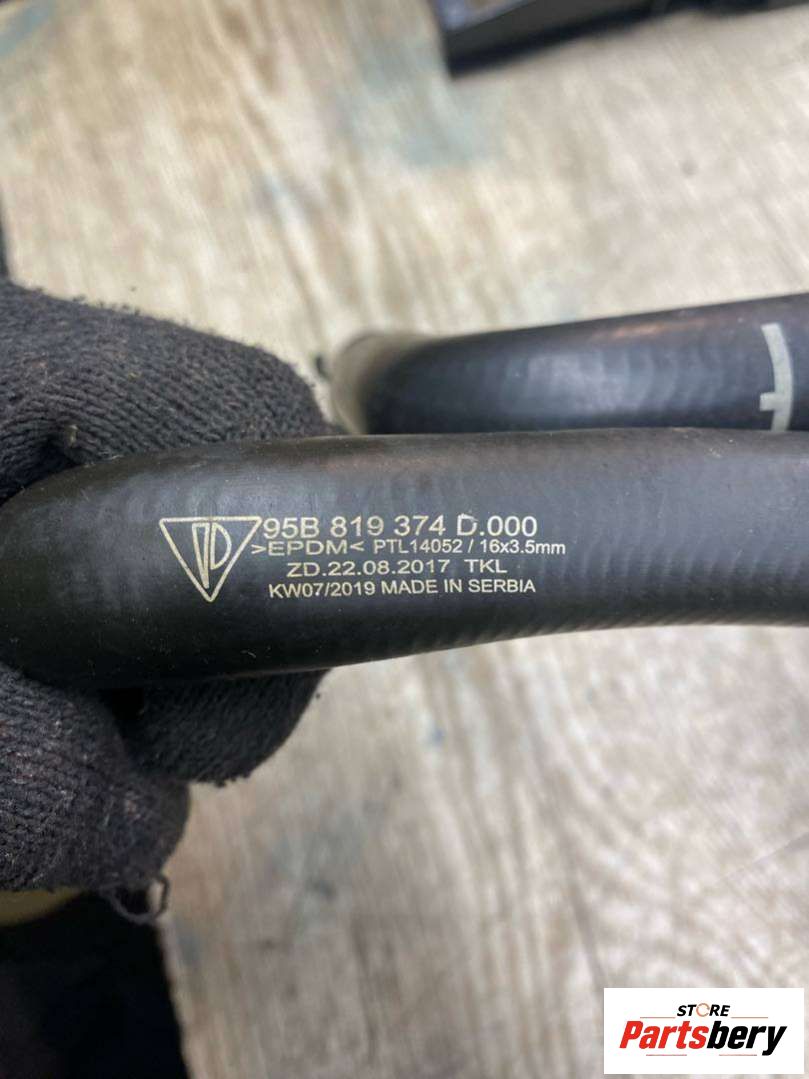 95B 819 374 D.000
>EPDM< PTL14052 / 16x3.5mm
ZD.22.08.2017 TKL
KW07/2019 MADE IN SERBIA
STORE
Partsbery